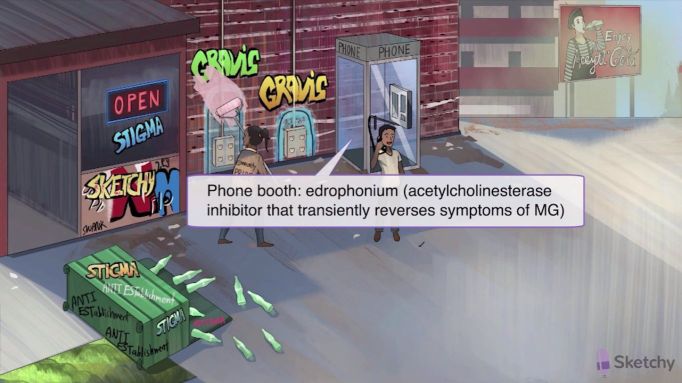 PHONE PHONE
Enjoy
GRAVIS
GRAVIS
OPEN
STIGMA
SKETCHY
Phone booth: edrophonium (acetylcholinesterase
inhibitor that transiently reverses symptoms of MG)
STIGMA
ANTI EStablishment
ANTI
EStablishment
STIGMA
ANTI
EStablishment
Sketchy